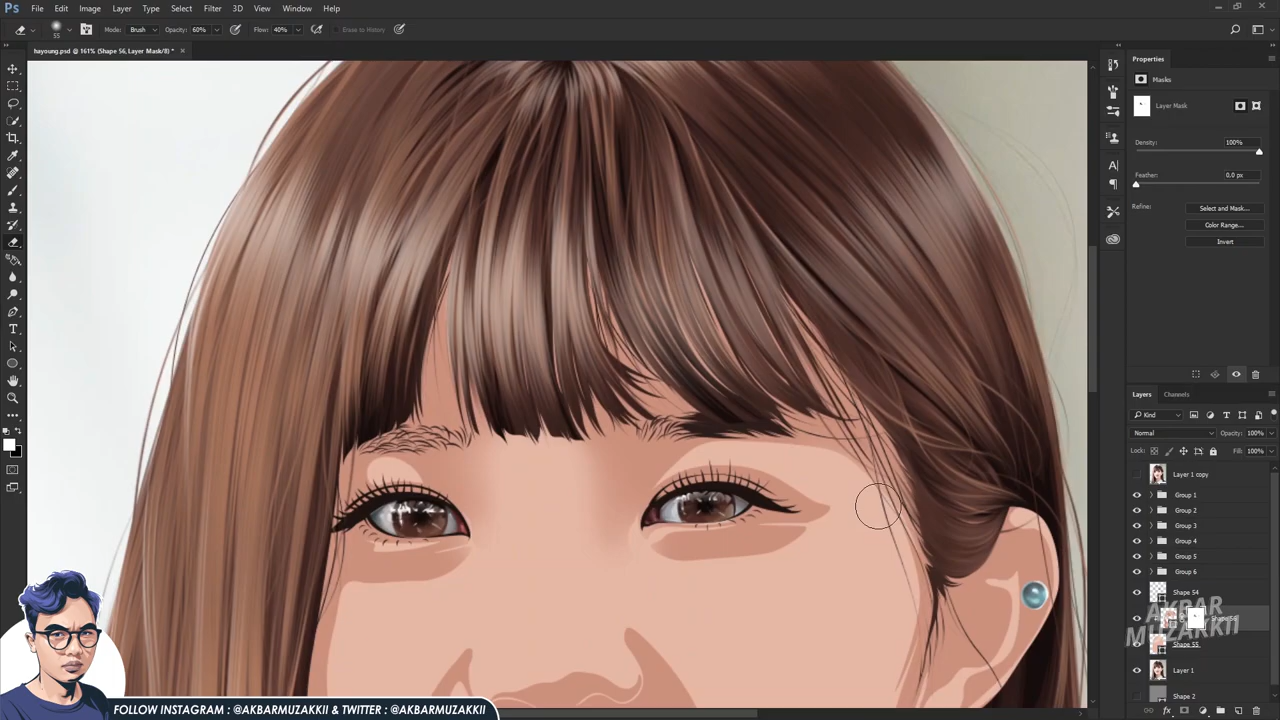 Ps File Edit Image Layer Type Select Filter 3D View Window Help
55 Mode: Brush Opacity: 60% Flow: 40% Erase to History
hayoung.psd @ 161% (Shape 56, Layer Mask/8) *
Properties
Masks
Layer Mask
Density: 100%
Feather: 0.0 px
Refine: Select and Mask...
Color Range...
Invert
Layers Channels
Kind
Normal Opacity: 100%
Lock: Fill: 100%
Layer 1 copy
Group 1
Group 2
Group 3
Group 4
Group 5
Group 6
Shape 54
Shape 56
Shape 55
Layer 1
Shape 2
AKBAR
MUZAKKII
FOLLOW INSTAGRAM : @AKBARMUZAKKII & TWITTER : @AKBARMUZAKKII